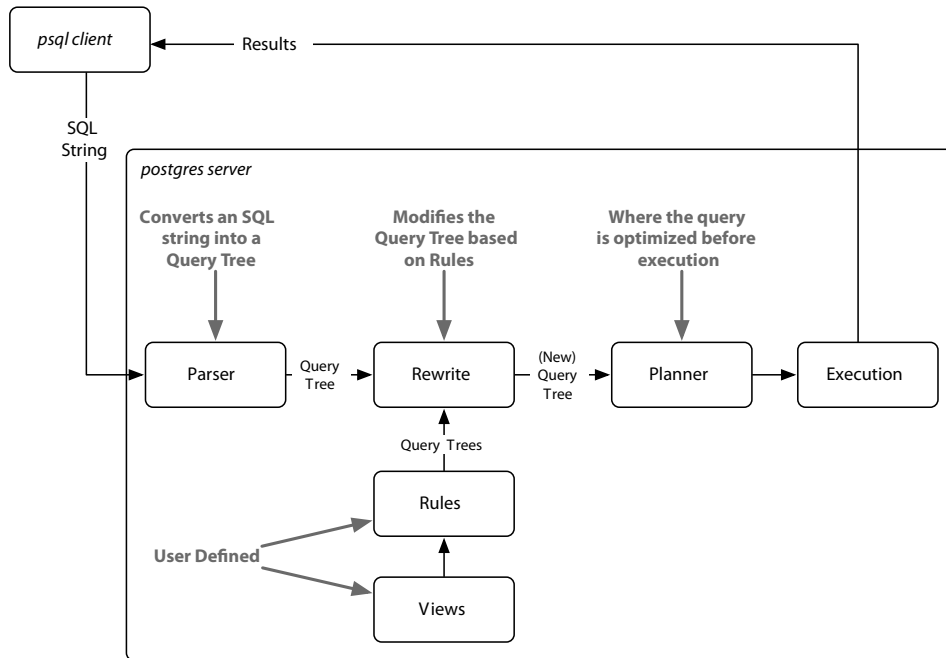 psql client
Results
SQL
String
postgres server
Converts an SQL
string into a
Query Tree
Modifies the
Query Tree based
on Rules
Where the query
is optimized before
execution
Parser
Query
Tree
Rewrite
(New)
Query
Tree
Planner
Execution
Query Trees
Rules
User Defined
Views